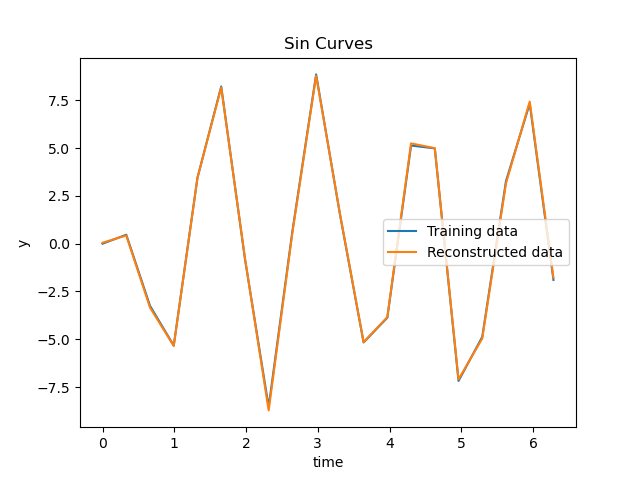 Sin Curves
y
7.5
5.0
2.5
0.0
−2.5
−5.0
−7.5
Training data
Reconstructed data
0 1 2 3 4 5 6
time